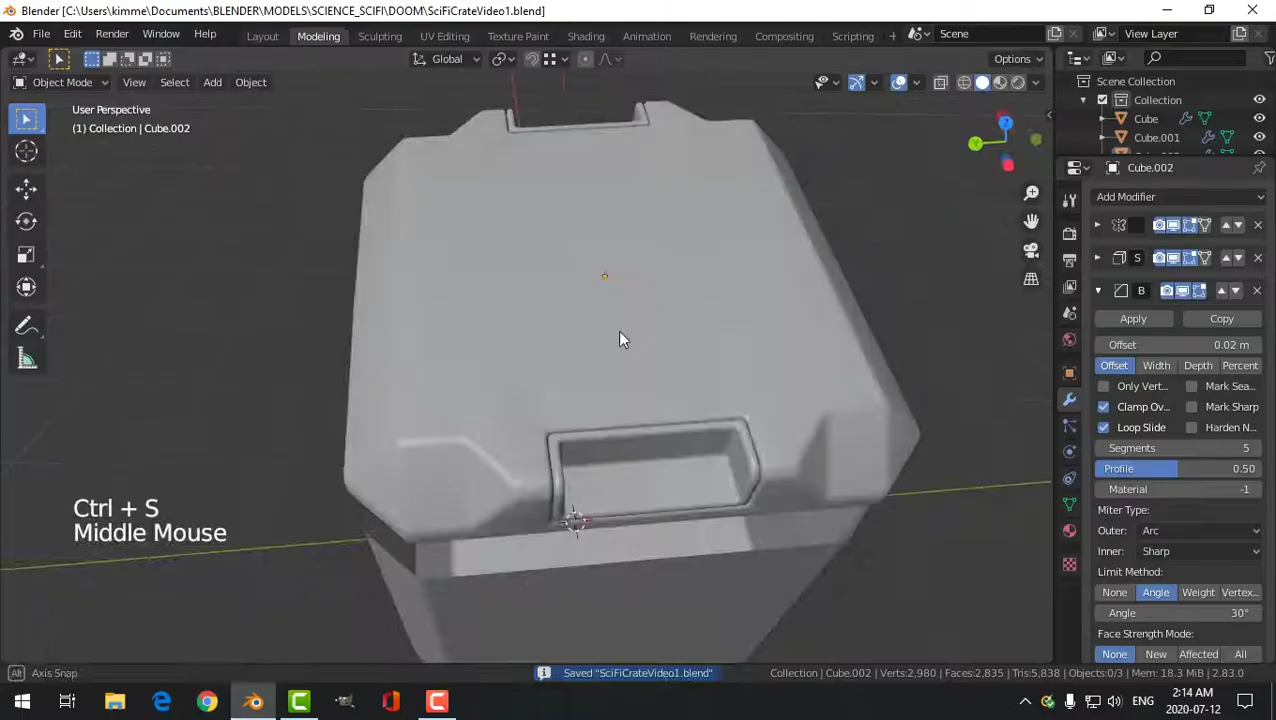 Blender [C:\Users\kimme\Documents\BLENDER\MODELS\SCIENCE_SCIFI\DOOM\SciFiCrateVideo1.blend]
File Edit Render Window Help Layout Modeling Sculpting UV Editing Texture Paint Shading Animation Rendering Compositing Scripting Scene View Layer
Global Options
Object Mode View Select Add Object
User Perspective
(1) Collection | Cube.002
Scene Collection
Collection
Cube
Cube.001
Cube.002
Add Modifier
S
B
Apply Copy
Offset 0.02 m
Offset Width Depth Percent
Only Vert... Mark Sea...
Clamp Ov... Mark Sharp
Loop Slide Harden N...
Segments 5
Profile 0.50
Material -1
Miter Type:
Outer: Arc
Inner: Sharp
Limit Method:
None Angle Weight Vertex...
Angle 30°
Face Strength Mode:
None New Affected All
Ctrl + S
Middle Mouse
Alt Axis Snap Saved "SciFiCrateVideo1.blend" Collection | Cube.002 | Verts:2,980 | Faces:2,835 | Tris:5,838 | Objects:0/3 | Mem: 18.3 MiB | 2.83.0
ENG 2:14 AM
2020-07-12